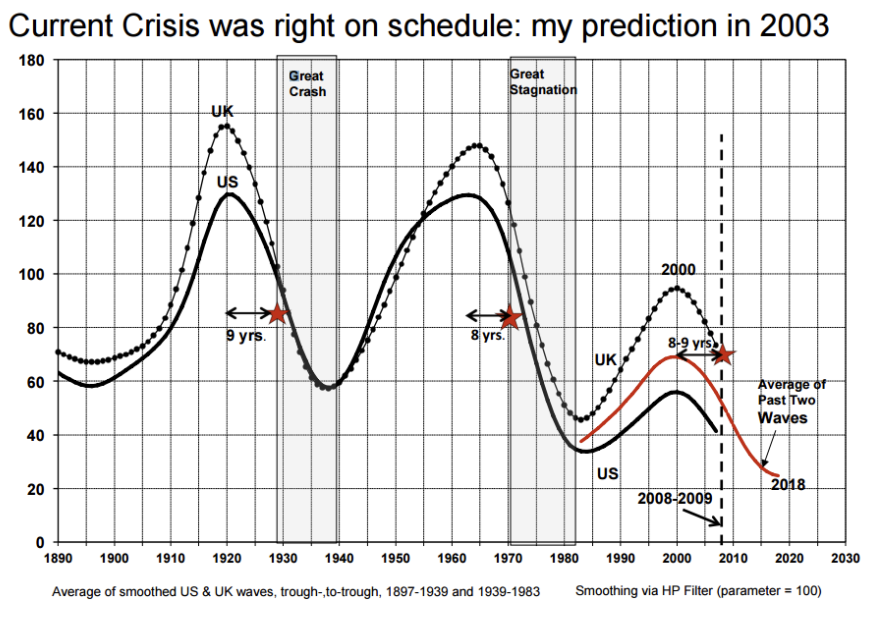 Current Crisis was right on schedule: my prediction in 2003
180
160
140
120
100
80
60
40
20
0
Great
Crash
Great
Stagnation
UK
US
9 yrs.
8 yrs.
2000
8-9 yrs.
UK
US
Average of
Past Two
Waves
2018
2008-2009
1890
1900
1910
1920
1930
1940
1950
1960
1970
1980
1990
2000
2010
2020
2030
Average of smoothed US & UK waves, trough-,to-trough, 1897-1939 and 1939-1983
Smoothing via HP Filter (parameter = 100)